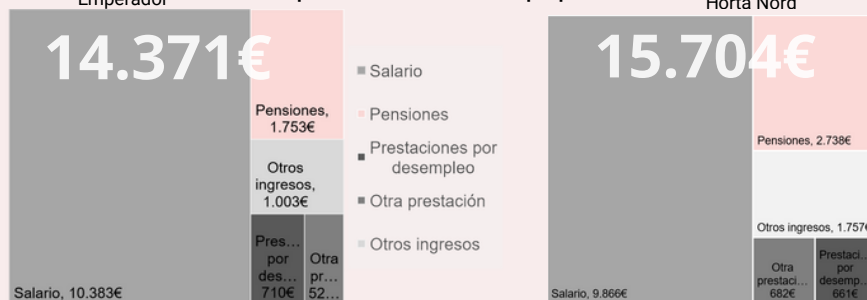 Emperador
14.371€
Pensiones,
1.753€
Otros
ingresos,
1.003€
Pres...
por
des...
710€
Otra
pr...
52...
Salario, 10.383€
Salario
Pensiones
Prestaciones por
desempleo
Otra prestación
Otros ingresos
Horta Nord
15.704€
Pensiones, 2.738€
Otros ingresos, 1.757€
Otra
prestaci...
682€
Prestaci...
por
desemp...
661€
Salario, 9.866€